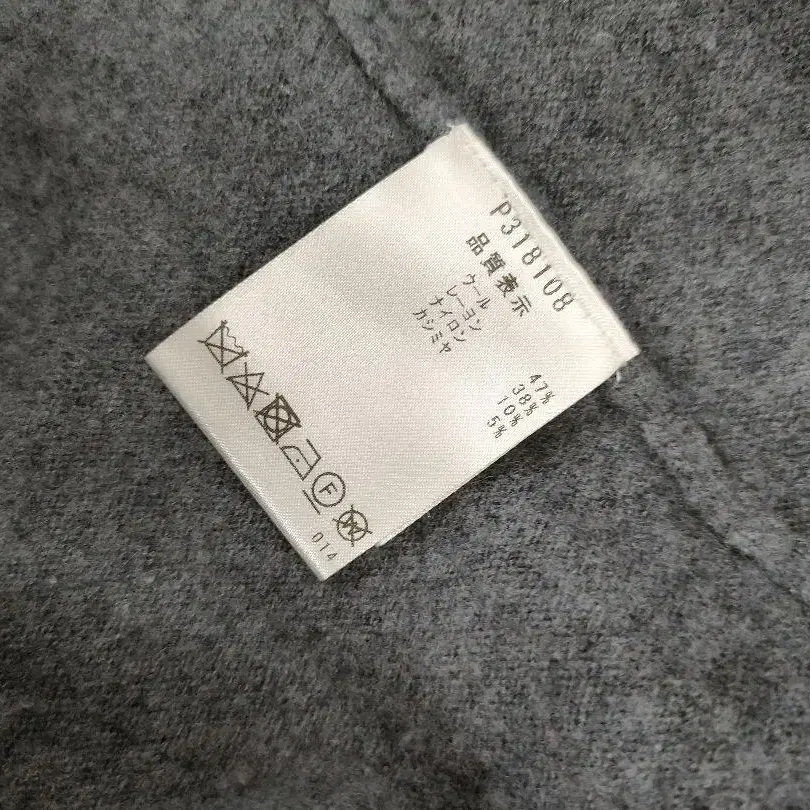 P318108
品質表示
ウール 47%
レーヨン 38%
ナイロン 10%
カシミヤ 5%
F
W
014